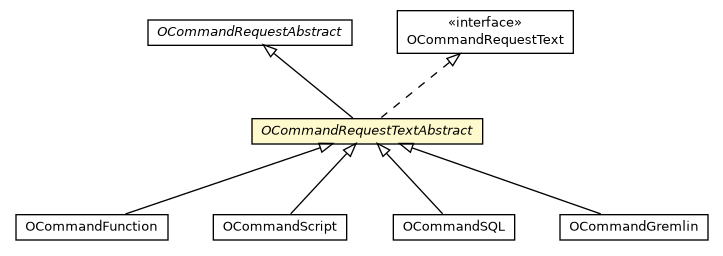 OCommandRequestAbstract
«interface»
OCommandRequestText
OCommandRequestTextAbstract
OCommandFunction
OCommandScript
OCommandSQL
OCommandGremlin